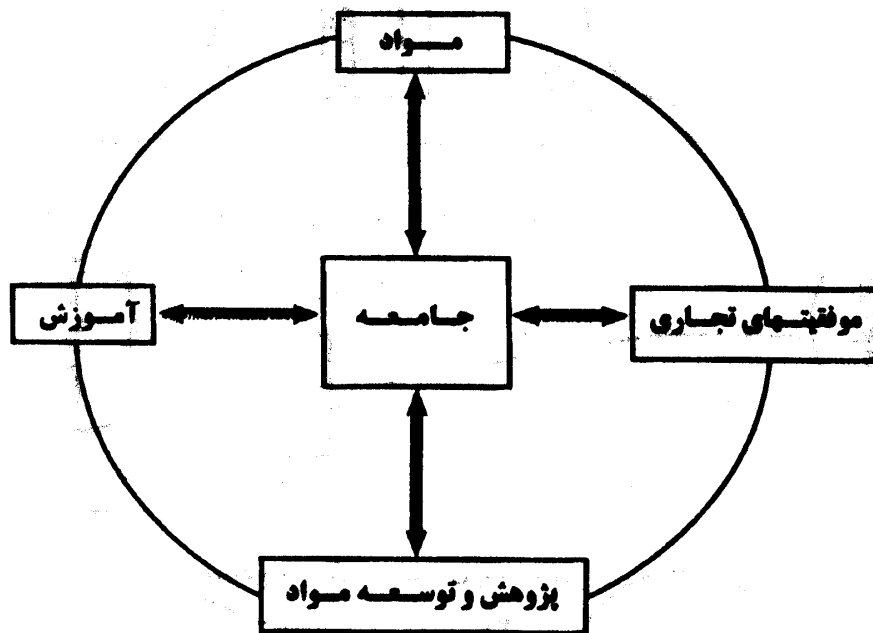 مواد
موفقیتهای تجاری
جامعه
آموزش
پژوهش و توسعه مواد